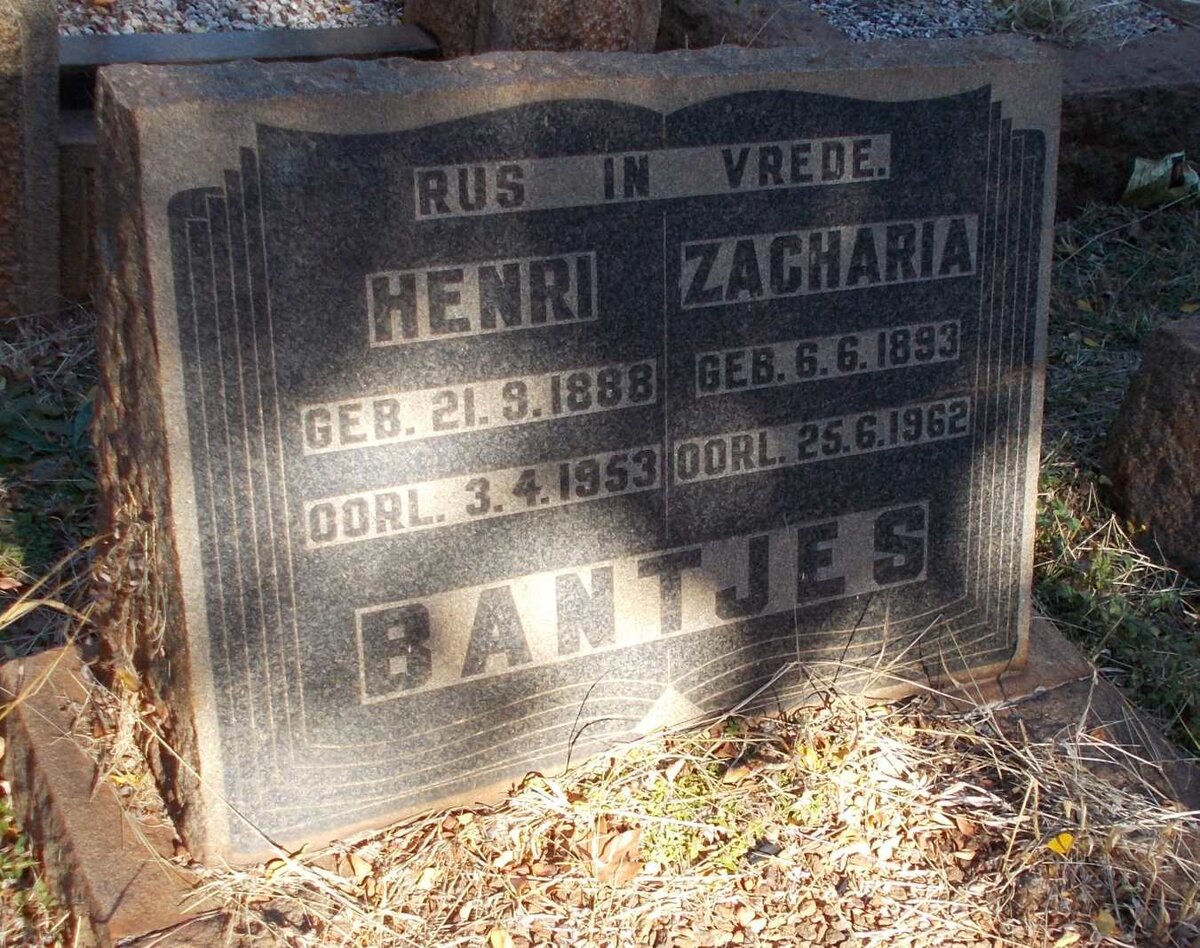 RUS IN VREDE.
HENRI
GEB. 21.9.1888
OORL. 3.4.1953
ZACHARIA
GEB. 6.6.1893
OORL. 25.6.1962
BANTJES